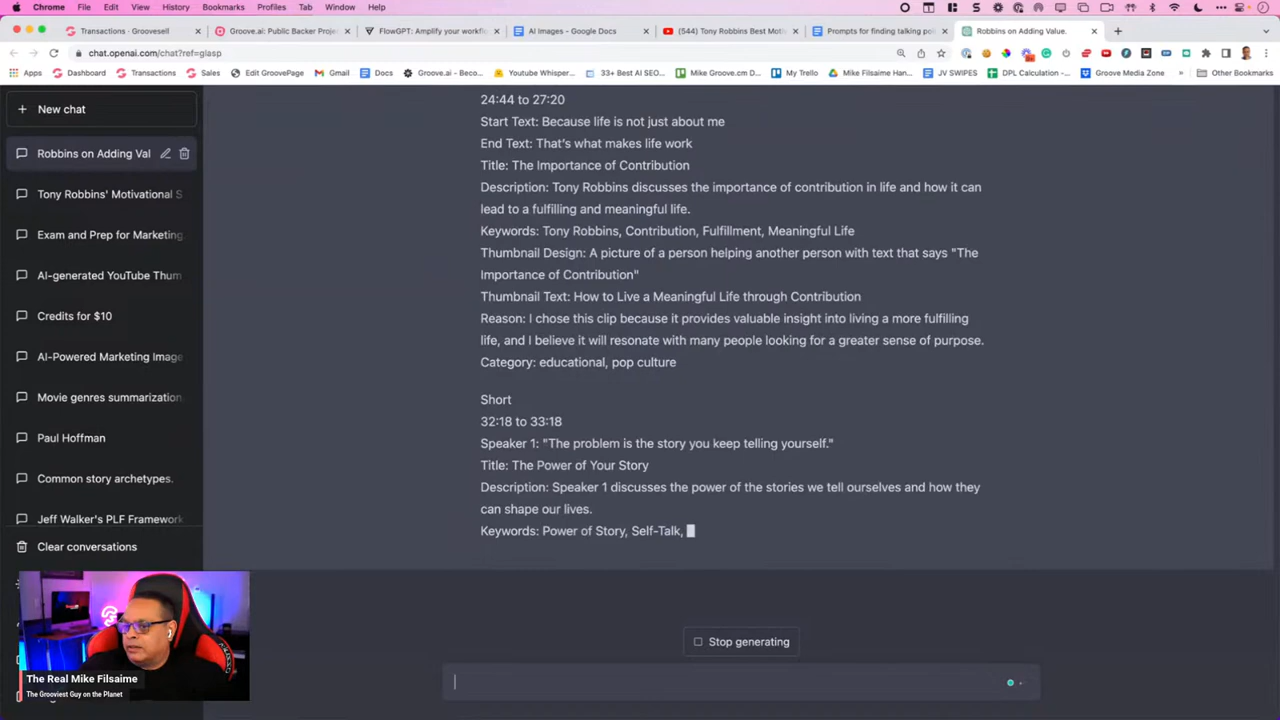 Chrome File Edit View History Bookmarks Profiles Tab Window Help
Transactions · Groovesell
Groove.ai: Public Backer Proje
FlowGPT: Amplify your workfl
AI Images - Google Docs
(544) Tony Robbins Best Moti
Prompts for finding talking po
Robbins on Adding Value.
chat.openai.com/chat?ref=glasp
Apps Dashboard Transactions Sales Edit GroovePage Gmail Docs Groove.ai - Beco... Youtube Whisper... 33+ Best AI SEO... Mike Groove.cm D... My Trello Mike Filsaime Han... JV SWIPES DPL Calculation -... Groove Media Zone » Other Bookmarks
+ New chat
Robbins on Adding Val
Tony Robbins' Motivational S
Exam and Prep for Marketing
AI-generated YouTube Thum
Credits for $10
AI-Powered Marketing Image
Movie genres summarization
Paul Hoffman
Common story archetypes.
Jeff Walker's PLF Framework
Clear conversations
24:44 to 27:20
Start Text: Because life is not just about me
End Text: That's what makes life work
Title: The Importance of Contribution
Description: Tony Robbins discusses the importance of contribution in life and how it can
lead to a fulfilling and meaningful life.
Keywords: Tony Robbins, Contribution, Fulfillment, Meaningful Life
Thumbnail Design: A picture of a person helping another person with text that says "The
Importance of Contribution"
Thumbnail Text: How to Live a Meaningful Life through Contribution
Reason: I chose this clip because it provides valuable insight into living a more fulfilling
life, and I believe it will resonate with many people looking for a greater sense of purpose.
Category: educational, pop culture
Short
32:18 to 33:18
Speaker 1: "The problem is the story you keep telling yourself."
Title: The Power of Your Story
Description: Speaker 1 discusses the power of the stories we tell ourselves and how they
can shape our lives.
Keywords: Power of Story, Self-Talk,
Stop generating
The Real Mike Filsaime
The Grooviest Guy on the Planet